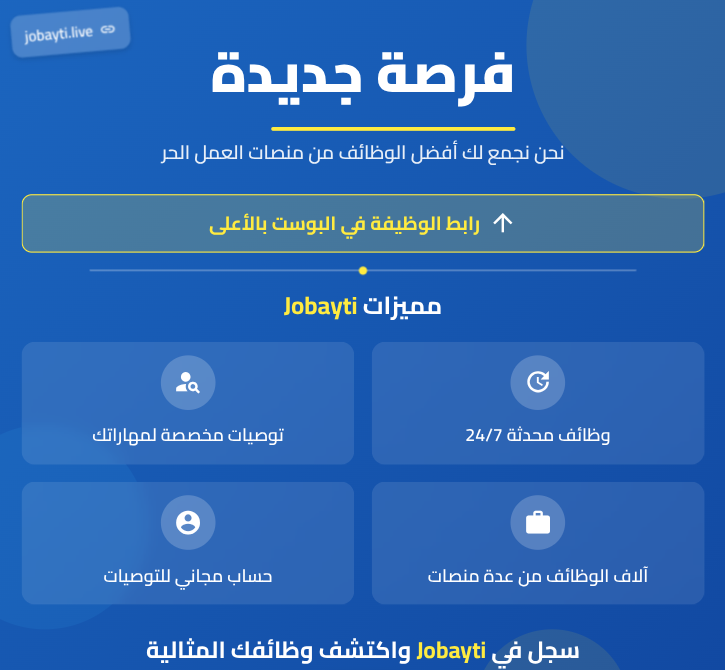 jobayti.live
فرصة جديدة
نحن نجمع لك أفضل الوظائف من منصات العمل الحر
رابط الوظيفة في البوست بالأعلى
مميزات Jobayti
وظائف محدثة 24/7
توصيات مخصصة لمهاراتك
آلاف الوظائف من عدة منصات
حساب مجاني للتوصيات
سجل في Jobayti واكتشف وظائفك المثالية